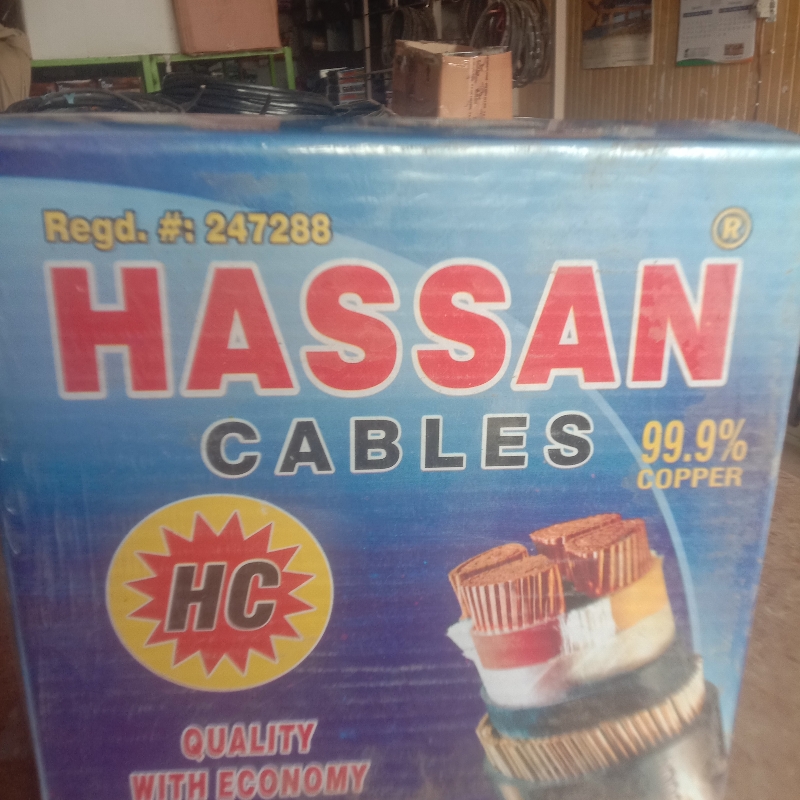 Regd. #: 247288
®
HASSAN
CABLES
99.9%
COPPER
HC
QUALITY
WITH ECONOMY